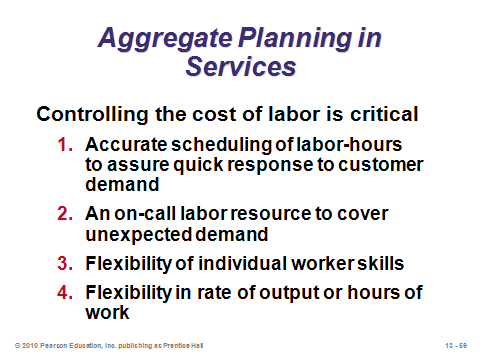 Aggregate Planning in
Services
Controlling the cost of labor is critical
1. Accurate scheduling of labor-hours
to assure quick response to customer
demand
2. An on-call labor resource to cover
unexpected demand
3. Flexibility of individual worker skills
4. Flexibility in rate of output or hours of
work
© 2010 Pearson Education, Inc. publishing as Prentice Hall
13 - 59